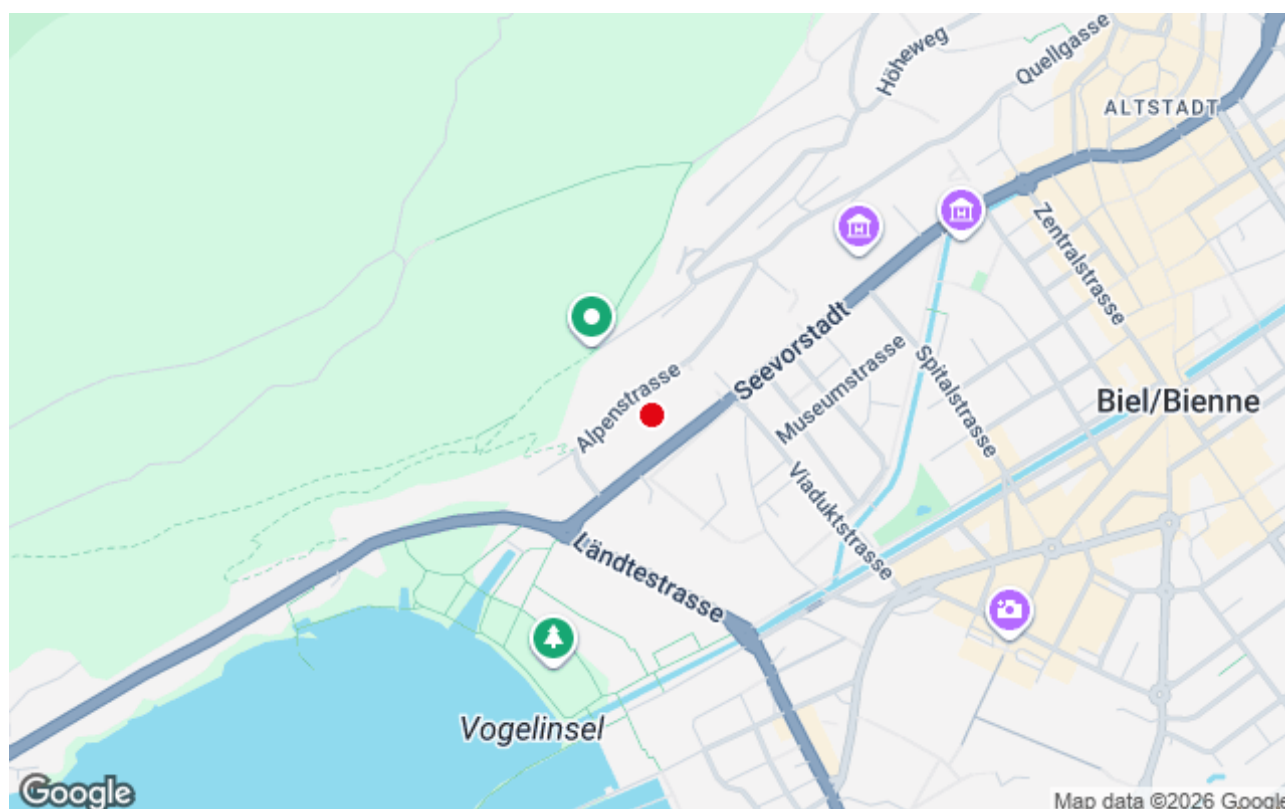 Höheweg
Quellgasse
ALTSTADT
Zentralstrasse
Seevorstadt
Museumstrasse
Spitalstrasse
Biel/Bienne
Alpenstrasse
Viaduktstrasse
Ländtestrasse
Vogelinsel
Google
Map data ©2026 Google